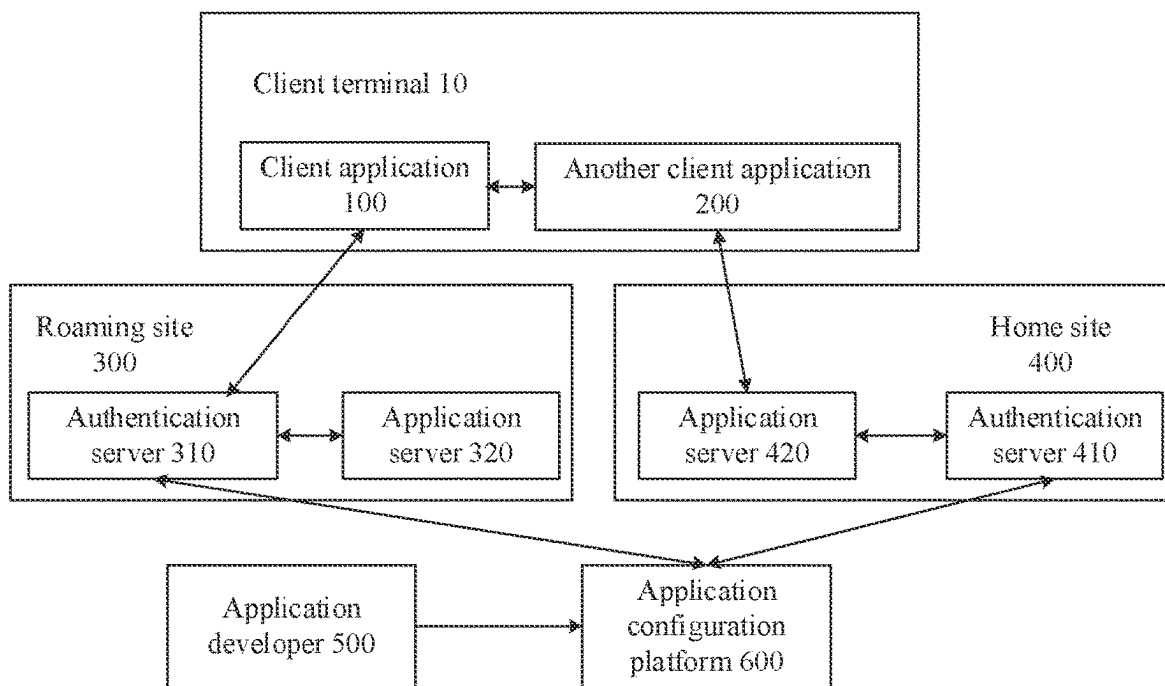 Client terminal 10
Client application
100
Another client application
200
Roaming site
300
Authentication
server 310
Application
server 320
Home site
400
Application
server 420
Authentication
server 410
Application
developer 500
Application
configuration
platform 600